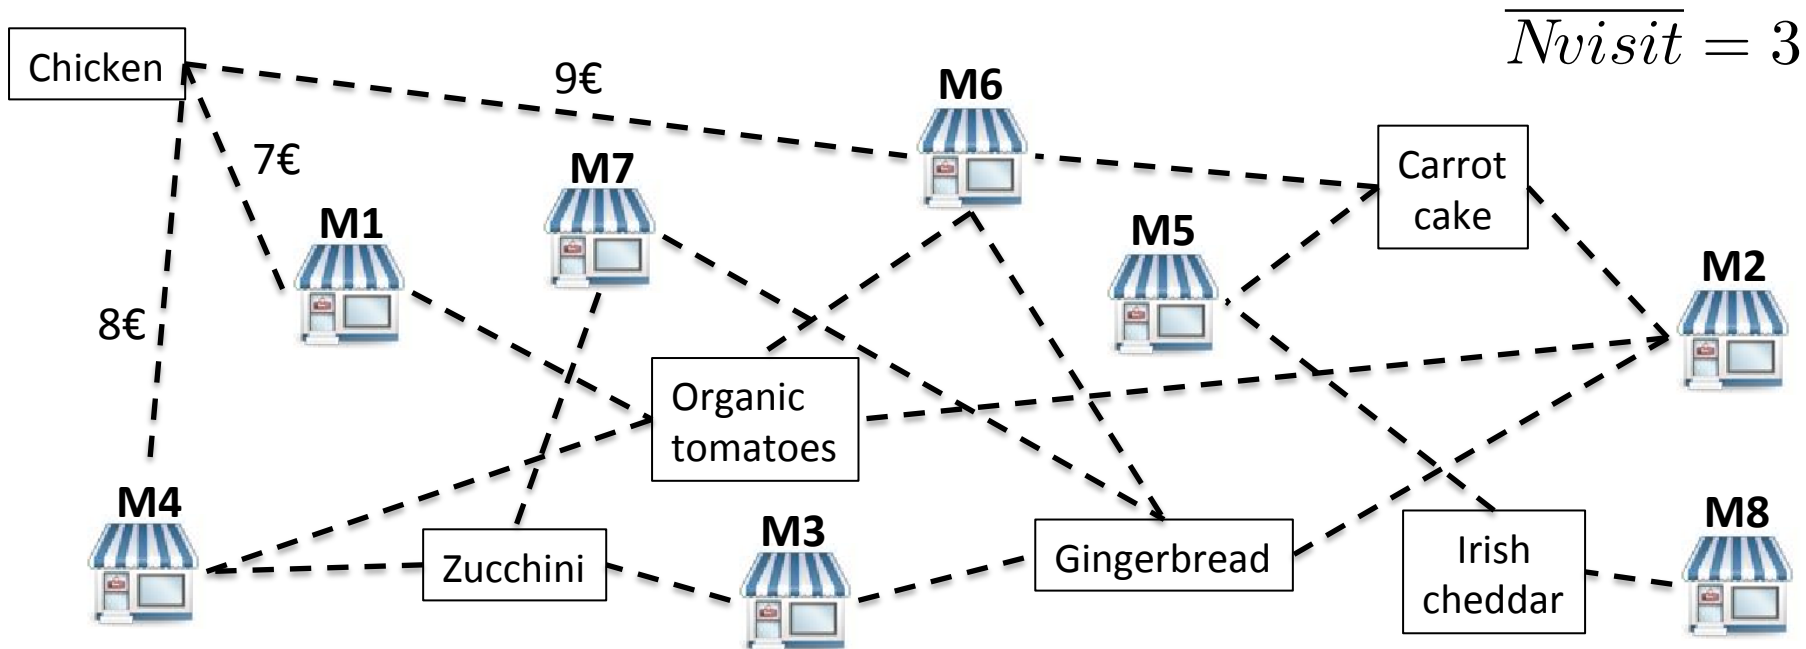 $\overline{Nvisit} = 3$
Chicken
9€
M6
7€
M7
Carrot
cake
M1
M5
M2
8€
Organic
tomatoes
M4
M3
M8
Zucchini
Gingerbread
Irish
cheddar